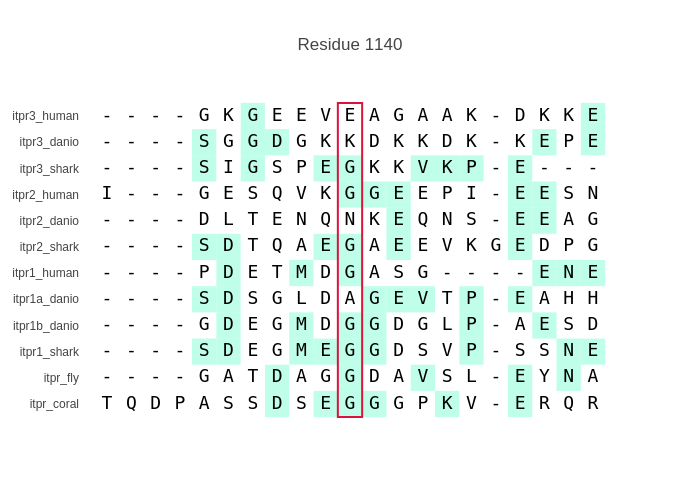 Residue 1140
itpr3_human - - - - G K G E E V E A G A A K - D K K E
itpr3_danio - - - - S G G D G K K D K K D K - K E P E
itpr3_shark - - - - S I G S P E G K K V K P - E - - -
itpr2_human I - - - G E S Q V K G G E E P I - E E S N
itpr2_danio - - - - D L T E N Q N K E Q N S - E E A G
itpr2_shark - - - - S D T Q A E G A E E V K G E D P G
itpr1_human - - - - P D E T M D G A S G - - - - E N E
itpr1a_danio - - - - S D S G L D A G E V T P - E A H H
itpr1b_danio - - - - G D E G M D G G D G L P - A E S D
itpr1_shark - - - - S D E G M E G G D S V P - S S N E
itpr_fly - - - - G A T D A G G D A V S L - E Y N A
itpr_coral T Q D P A S S D S E G G G P K V - E R Q R